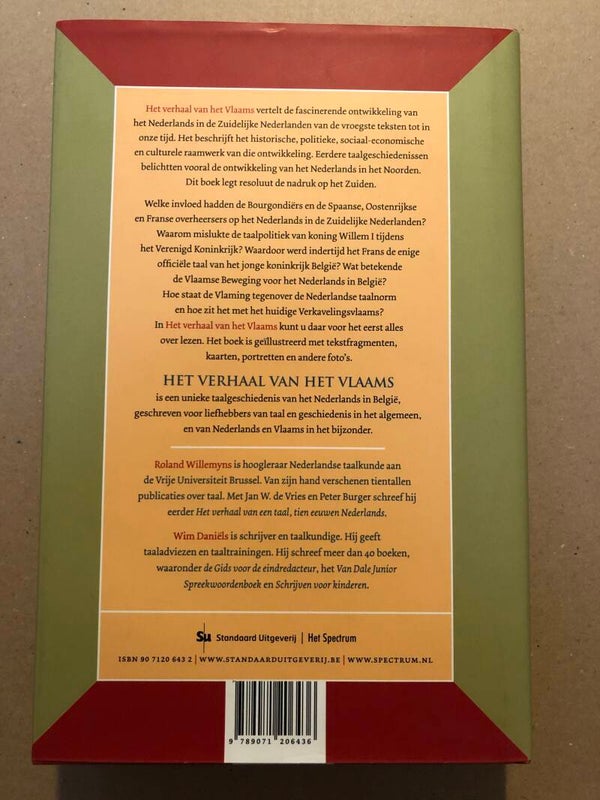 Het verhaal van het Vlaams vertelt de fascinerende ontwikkeling van
het Nederlands in de Zuidelijke Nederlanden van de vroegste teksten tot in
onze tijd. Het beschrijft het historische, politieke, sociaal-economische
en culturele raamwerk van die ontwikkeling. Eerdere taalgeschiedenissen
belichtten vooral de ontwikkeling van het Nederlands in het Noorden.
Dit boek legt resoluut de nadruk op het Zuiden.
Welke invloed hadden de Bourgondiërs en de Spaanse, Oostenrijkse
en Franse overheersers op het Nederlands in de Zuidelijke Nederlanden?
Waarom mislukte de taalpolitiek van koning Willem I tijdens
het Verenigd Koninkrijk? Waardoor werd indertijd het Frans de enige
officiële taal van het jonge koninkrijk België? Wat betekende
de Vlaamse Beweging voor het Nederlands in België?
Hoe staat de Vlaming tegenover de Nederlandse taalnorm
en hoe zit het met het huidige Verkavelingsvlaams?
In Het verhaal van het Vlaams kunt u daar voor het eerst alles
over lezen. Het boek is geïllustreerd met tekstfragmenten,
kaarten, portretten en andere foto's.
HET VERHAAL VAN HET VLAAMS
is een unieke taalgeschiedenis van het Nederlands in België,
geschreven voor liefhebbers van taal en geschiedenis in het algemeen,
en van Nederlands en Vlaams in het bijzonder.
Roland Willemyns is hoogleraar Nederlandse taalkunde aan
de Vrije Universiteit Brussel. Van zijn hand verschenen tientallen
publicaties over taal. Met Jan W. de Vries en Peter Burger schreef hij
eerder Het verhaal van een taal, tien eeuwen Nederlands.
Wim Daniëls is schrijver en taalkundige. Hij geeft
taaladviezen en taaltrainingen. Hij schreef meer dan 40 boeken,
waaronder de Gids voor de eindredacteur, het Van Dale Junior
Spreekwoordenboek en Schrijven voor kinderen.
Su Standaard Uitgeverij | Het Spectrum
ISBN 90 7120 643 2 | WWW.STANDAARDUITGEVERIJ.BE | WWW.SPECTRUM.NL
9 789071 206436